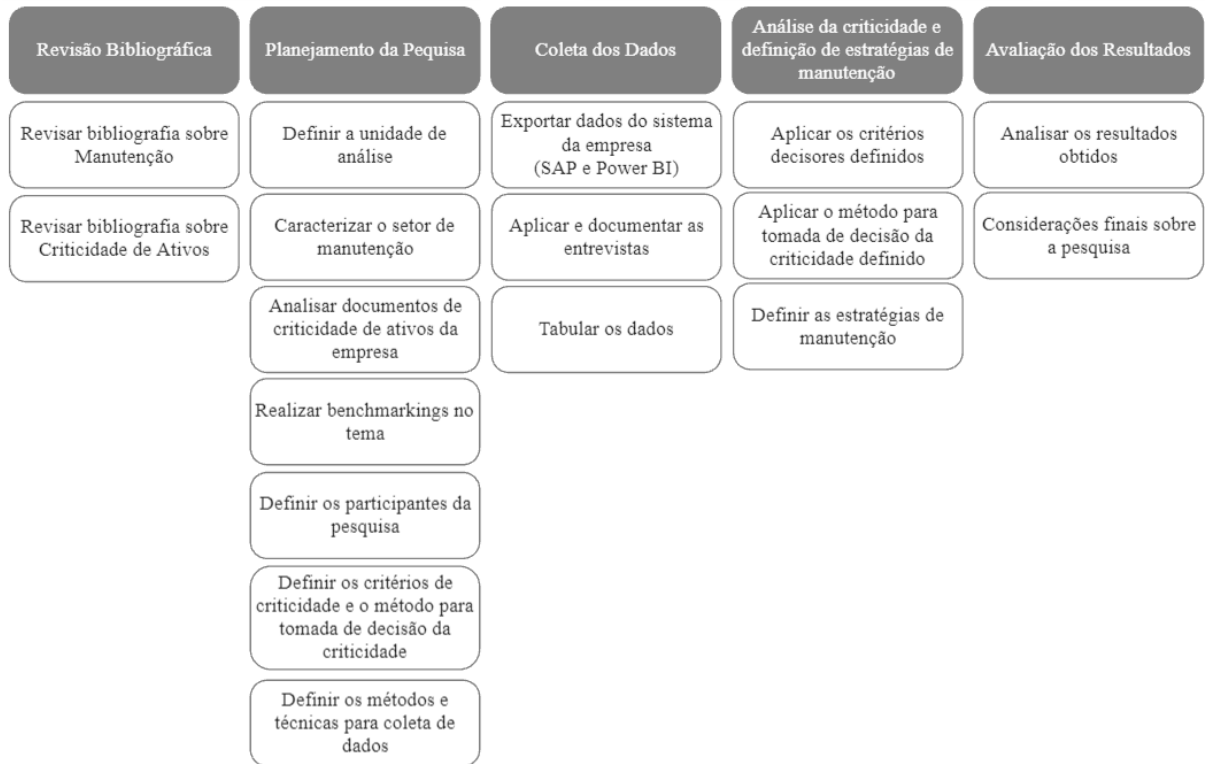 Revisão Bibliográfica
Revisar bibliografia sobre
Manutenção
Revisar bibliografia sobre
Criticidade de Ativos
Planejamento da Pequisa
Definir a unidade de
análise
Caracterizar o setor de
manutenção
Analisar documentos de
criticidade de ativos da
empresa
Realizar benchmarkings no
tema
Definir os participantes da
pesquisa
Definir os critérios de
criticidade e o método para
tomada de decisão da
criticidade
Definir os métodos e
técnicas para coleta de
dados
Coleta dos Dados
Exportar dados do sistema
da empresa
(SAP e Power BI)
Aplicar e documentar as
entrevistas
Tabular os dados
Análise da criticidade e
definição de estratégias de
manutenção
Aplicar os critérios
decisores definidos
Aplicar o método para
tomada de decisão da
criticidade definido
Definir as estratégias de
manutenção
Avaliação dos Resultados
Analisar os resultados
obtidos
Considerações finais sobre
a pesquisa